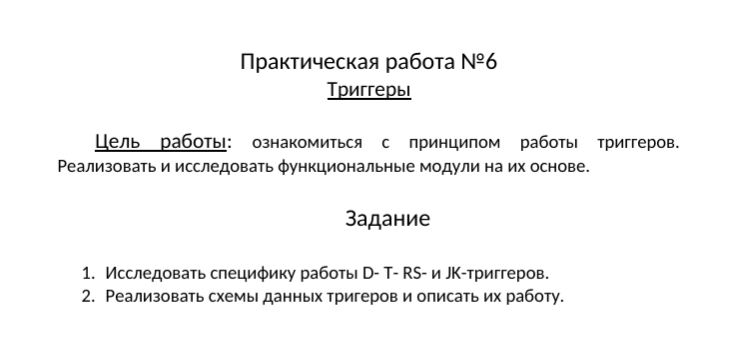 Практическая работа №6
Триггеры
Цель работы: ознакомиться с принципом работы триггеров.
Реализовать и исследовать функциональные модули на их основе.
Задание
1. Исследовать специфику работы D- T- RS- и JK-триггеров.
2. Реализовать схемы данных тригеров и описать их работу.